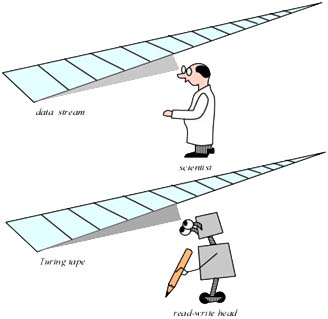 data stream
scientist
Turing tape
read-write head